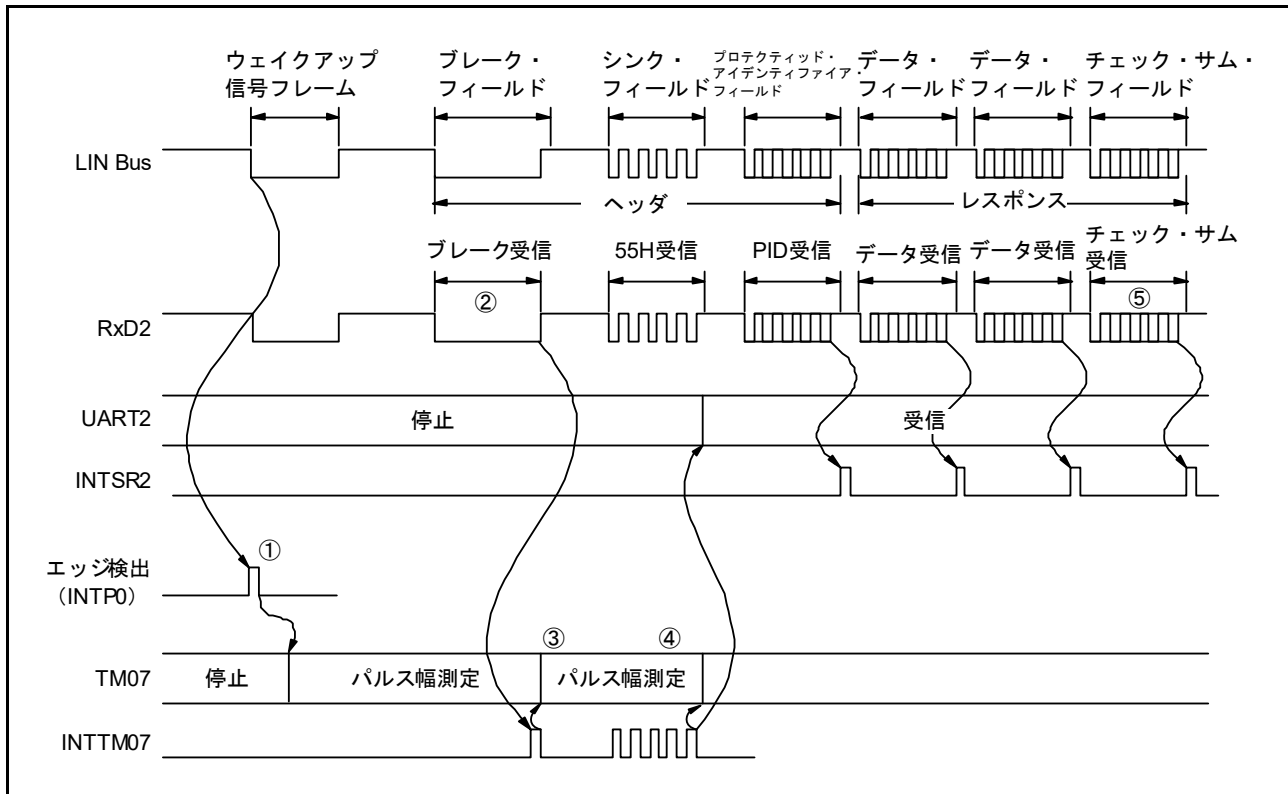 ウェイクアップ
信号フレーム
ブレーク・
フィールド
シンク・
フィールド
プロテクティッド・
アイデンティファイア・
フィールド
データ・
フィールド
データ・
フィールド
チェック・サム・
フィールド
LIN Bus
ヘッダ
レスポンス
ブレーク受信
55H受信
PID受信
データ受信
データ受信
チェック・サム
受信
②
⑤
RxD2
UART2
停止
受信
INTSR2
①
エッジ検出
（INTP0）
③
④
TM07
停止
パルス幅測定
パルス幅測定
INTTM07